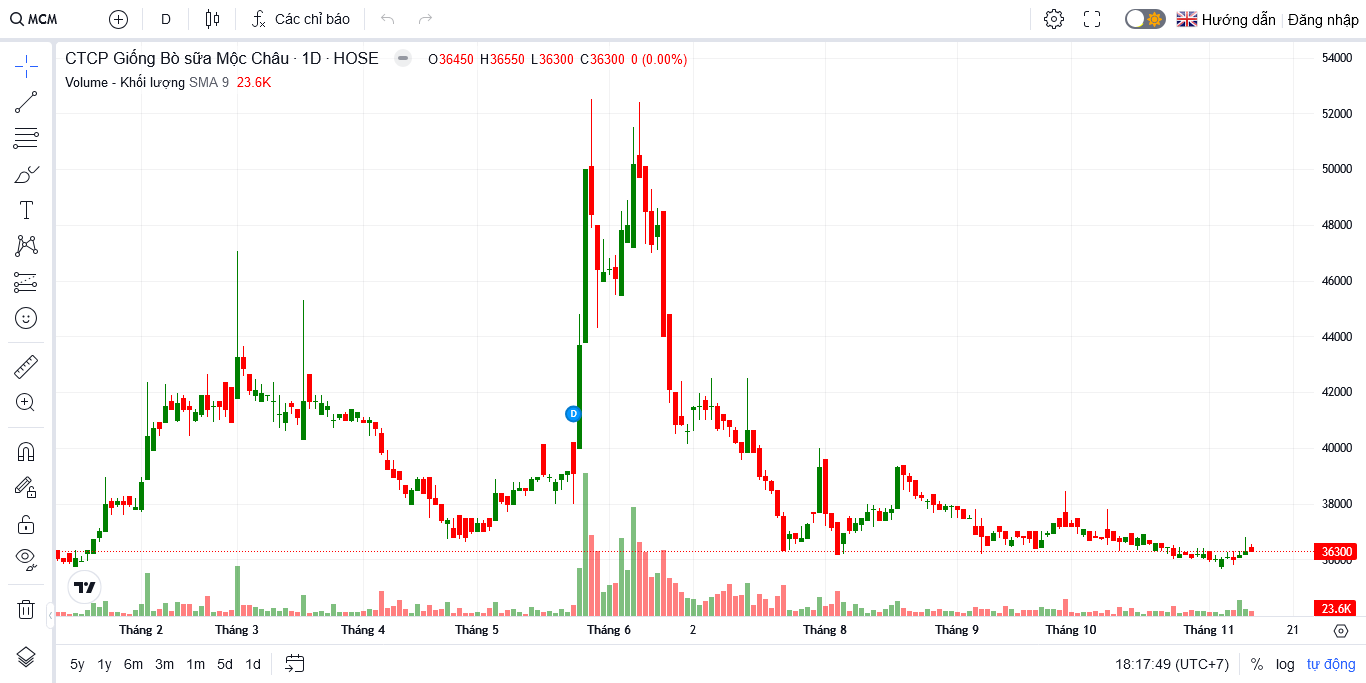 MCM D Các chỉ báo Hướng dẫn Đăng nhập
CTCP Giống Bò sữa Mộc Châu · 1D · HOSE O36450 H36550 L36300 C36300 0 (0.00%)
Volume - Khối lượng SMA 9 23.6K
54000
52000
50000
48000
46000
44000
42000
D
40000
38000
36300
23.6K
Tháng 2 Tháng 3 Tháng 4 Tháng 5 Tháng 6 2 Tháng 8 Tháng 9 Tháng 10 Tháng 11 21
5y 1y 6m 3m 1m 5d 1d 18:17:49 (UTC+7) % log tự động